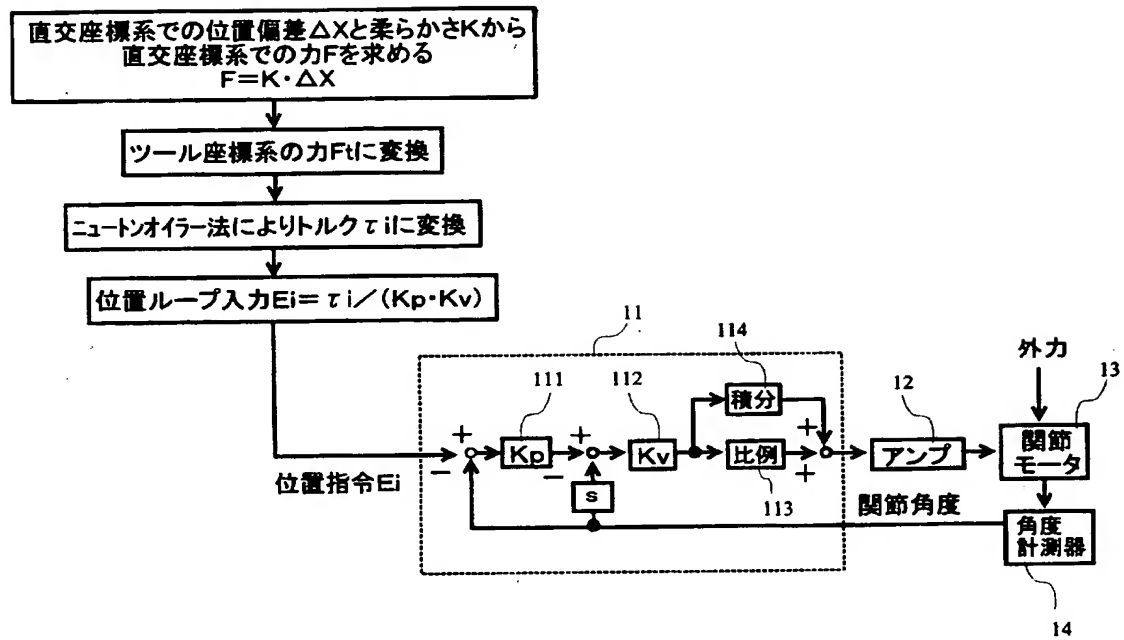 直交座標系での位置偏差△Xと柔らかさKから
直交座標系での力Fを求める
F=K・△X
ツール座標系の力Ftに変換
ニュートンオイラー法によりトルクτiに変換
位置ループ入力Ei=τi/(Kp・Kv)
11
114
外力
13
111
112
積分
12
+
+
Kp
+
−
Kv
比例
+
アンプ
関節
モータ
−
位置指令Ei
s
113
関節角度
角度
計測器
14